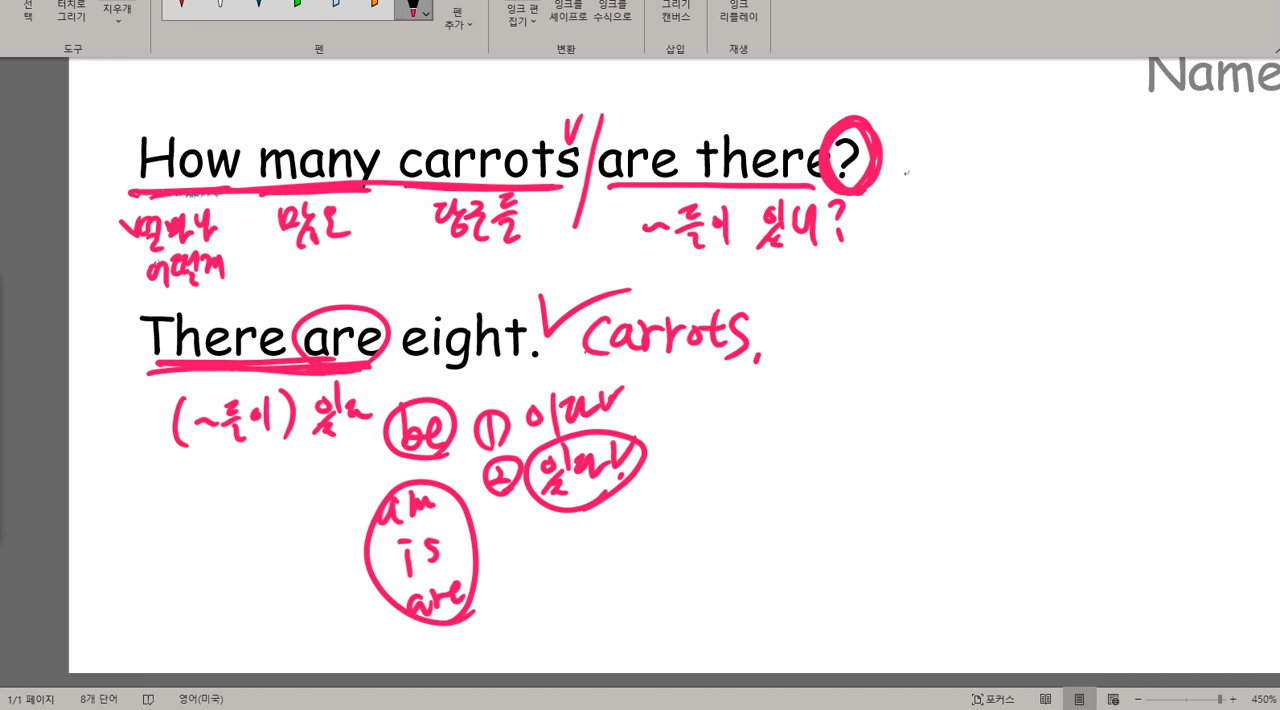 선 터치로 지우개 펜 잉크 편 잉크를 잉크를 그리기 잉크
택 그리기 추가 집기 셰이프로 수식으로 캔버스 리플레이
도구 펜 변환 삽입 재생
Name
How many carrots / are there?
얼마나 많은 당근들 ~들이 있니?
어떻게
There are eight. carrots.
(~들이) 있다 be ① 이다
② 있다
am
is
are
1/1 페이지 8개 단어 영어(미국) 포커스 - + 450%